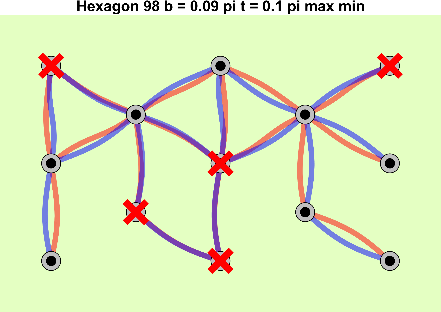 Hexagon 98 b = 0.09 pi t = 0.1 pi max min